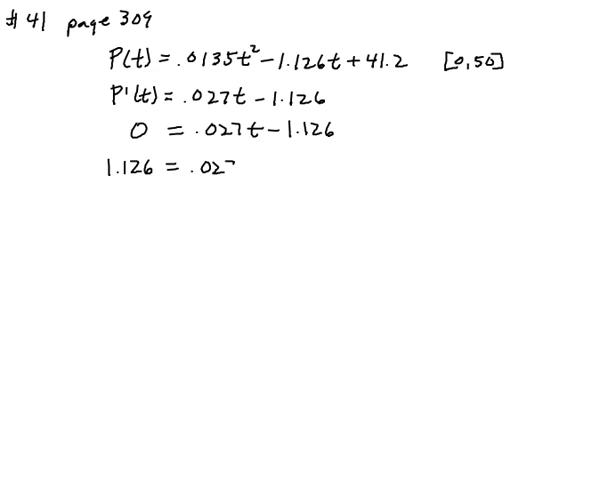 # 41 page 309
P(t) = .0135t² - 1.126t + 41.2 [0,50]
P'(t) = .027t - 1.126
0 = .027t - 1.126
1.126 = .027